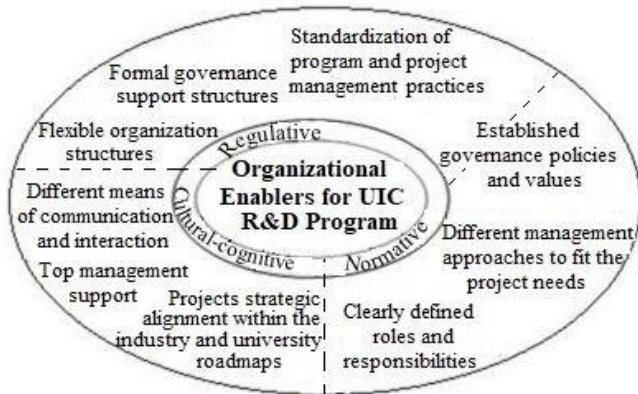 Standardization of
program and project
management practices
Formal governance
support structures
Flexible organization
structures
Established
governance policies
and values
Regulative
Organizational
Enablers for UIC
R&D Program
Cultural-cognitive
Normative
Different means
of communication
and interaction
Top management
support
Projects strategic
alignment within the
industry and university
roadmaps
Different management
approaches to fit the
project needs
Clearly defined
roles and
responsibilities